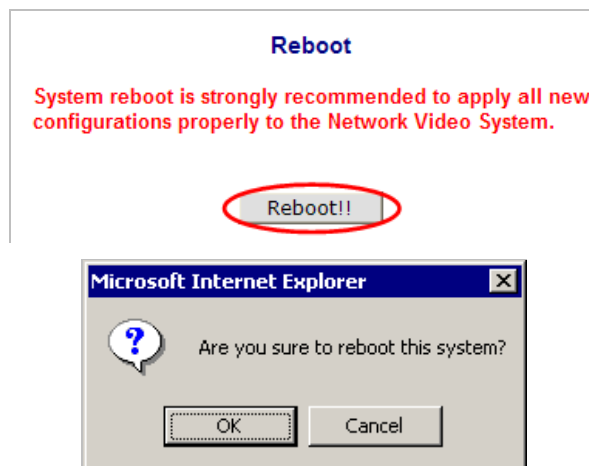 Reboot
System reboot is strongly recommended to apply all new
configurations properly to the Network Video System.
Reboot!!
Microsoft Internet Explorer
Are you sure to reboot this system?
OK
Cancel